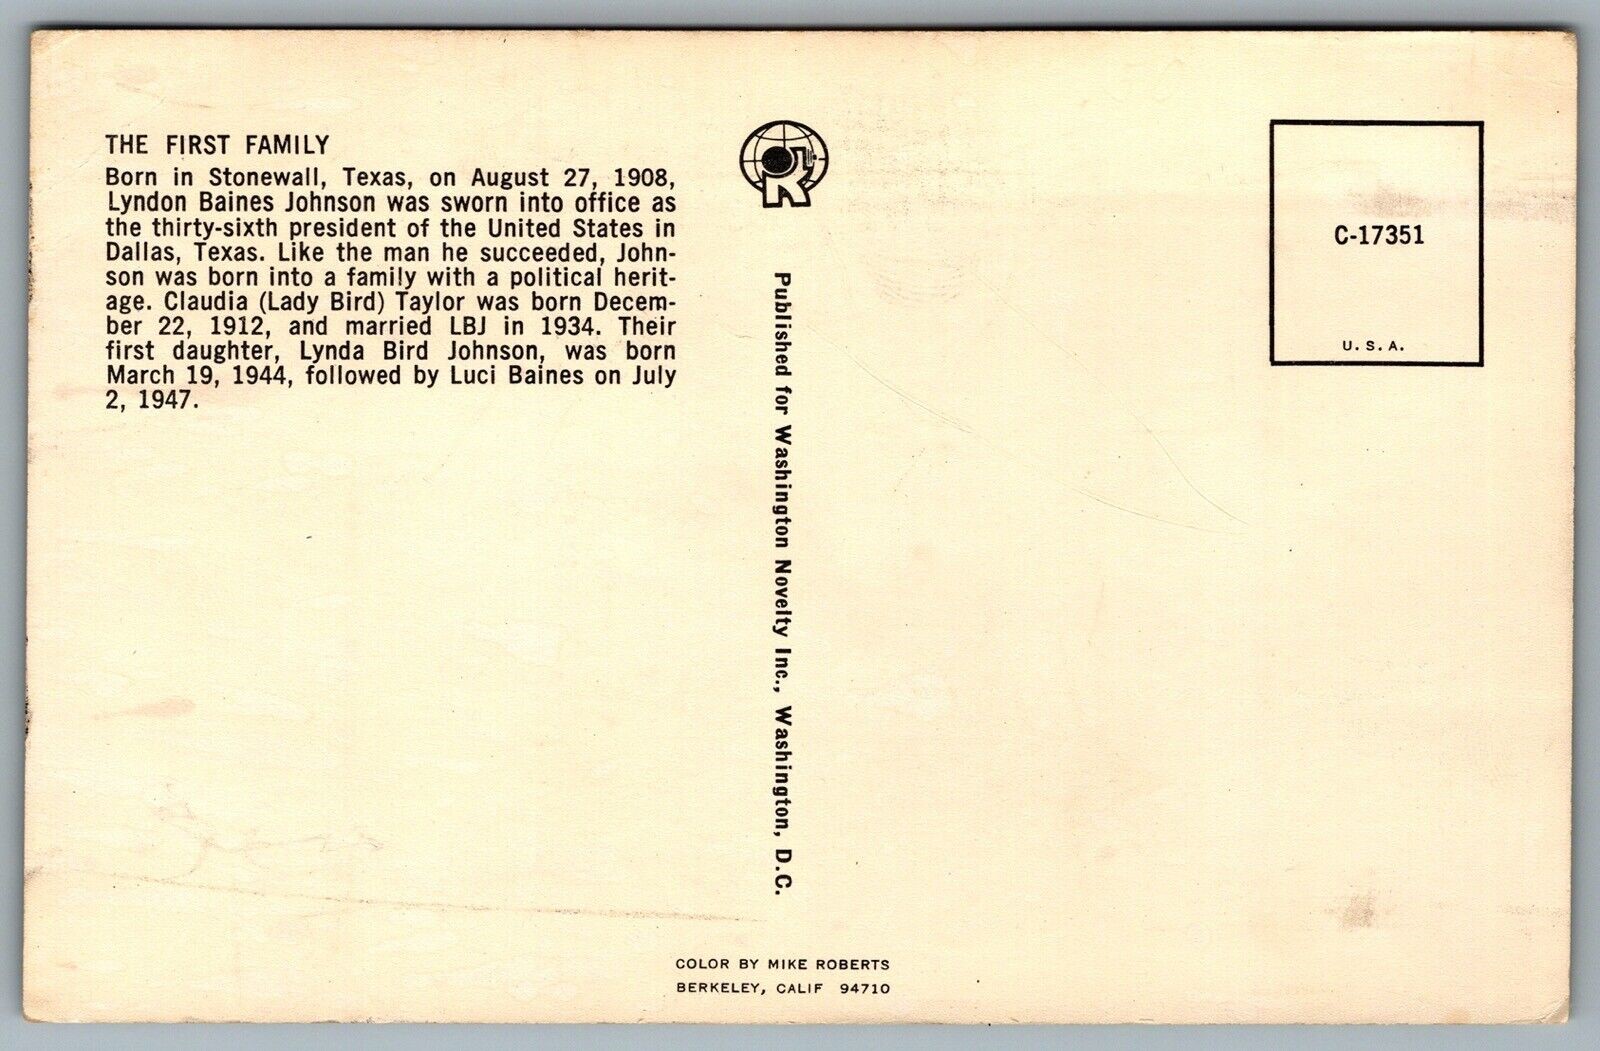 THE FIRST FAMILY
Born in Stonewall, Texas, on August 27, 1908,
Lyndon Baines Johnson was sworn into office as
the thirty-sixth president of the United States in
Dallas, Texas. Like the man he succeeded, John-
son was born into a family with a political herit-
age. Claudia (Lady Bird) Taylor was born Decem-
ber 22, 1912, and married LBJ in 1934. Their
first daughter, Lynda Bird Johnson, was born
March 19, 1944, followed by Luci Baines on July
2, 1947.
R
Published for Washington Novelty Inc., Washington, D.C.
C-17351
U. S. A.
COLOR BY MIKE ROBERTS
BERKELEY, CALIF 94710